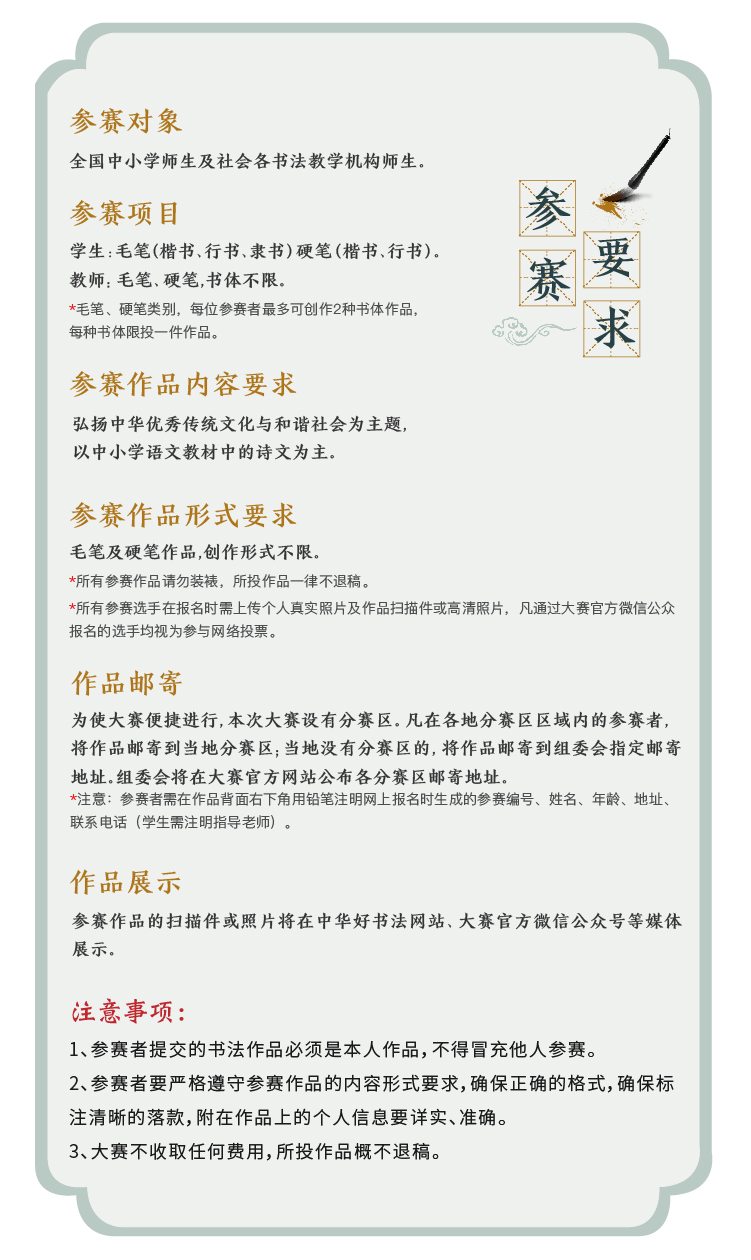 参赛对象
全国中小学师生及社会各书法教学机构师生。
参赛项目
学生:毛笔(楷书、行书、隶书)硬笔(楷书、行书)。
教师:毛笔、硬笔,书体不限。
*毛笔、硬笔类别，每位参赛者最多可创作2种书体作品，
每种书体限投一件作品。
参赛
要求
参赛作品内容要求
弘扬中华优秀传统文化与和谐社会为主题,
以中小学语文教材中的诗文为主。
参赛作品形式要求
毛笔及硬笔作品,创作形式不限。
*所有参赛作品请勿装裱，所投作品一律不退稿。
*所有参赛选手在报名时需上传个人真实照片及作品扫描件或高清照片，凡通过大赛官方微信公众
报名的选手均视为参与网络投票。
作品邮寄
为使大赛便捷进行,本次大赛设有分赛区。凡在各地分赛区区域内的参赛者,
将作品邮寄到当地分赛区;当地没有分赛区的,将作品邮寄到组委会指定邮寄
地址。组委会将在大赛官方网站公布各分赛区邮寄地址。
*注意：参赛者需在作品背面右下角用铅笔注明网上报名时生成的参赛编号、姓名、年龄、地址、
联系电话（学生需注明指导老师）。
作品展示
参赛作品的扫描件或照片将在中华好书法网站、大赛官方微信公众号等媒体
展示。
注意事项:
1、参赛者提交的书法作品必须是本人作品,不得冒充他人参赛。
2、参赛者要严格遵守参赛作品的内容形式要求,确保正确的格式,确保标
注清晰的落款,附在作品上的个人信息要详实、准确。
3、大赛不收取任何费用,所投作品概不退稿。